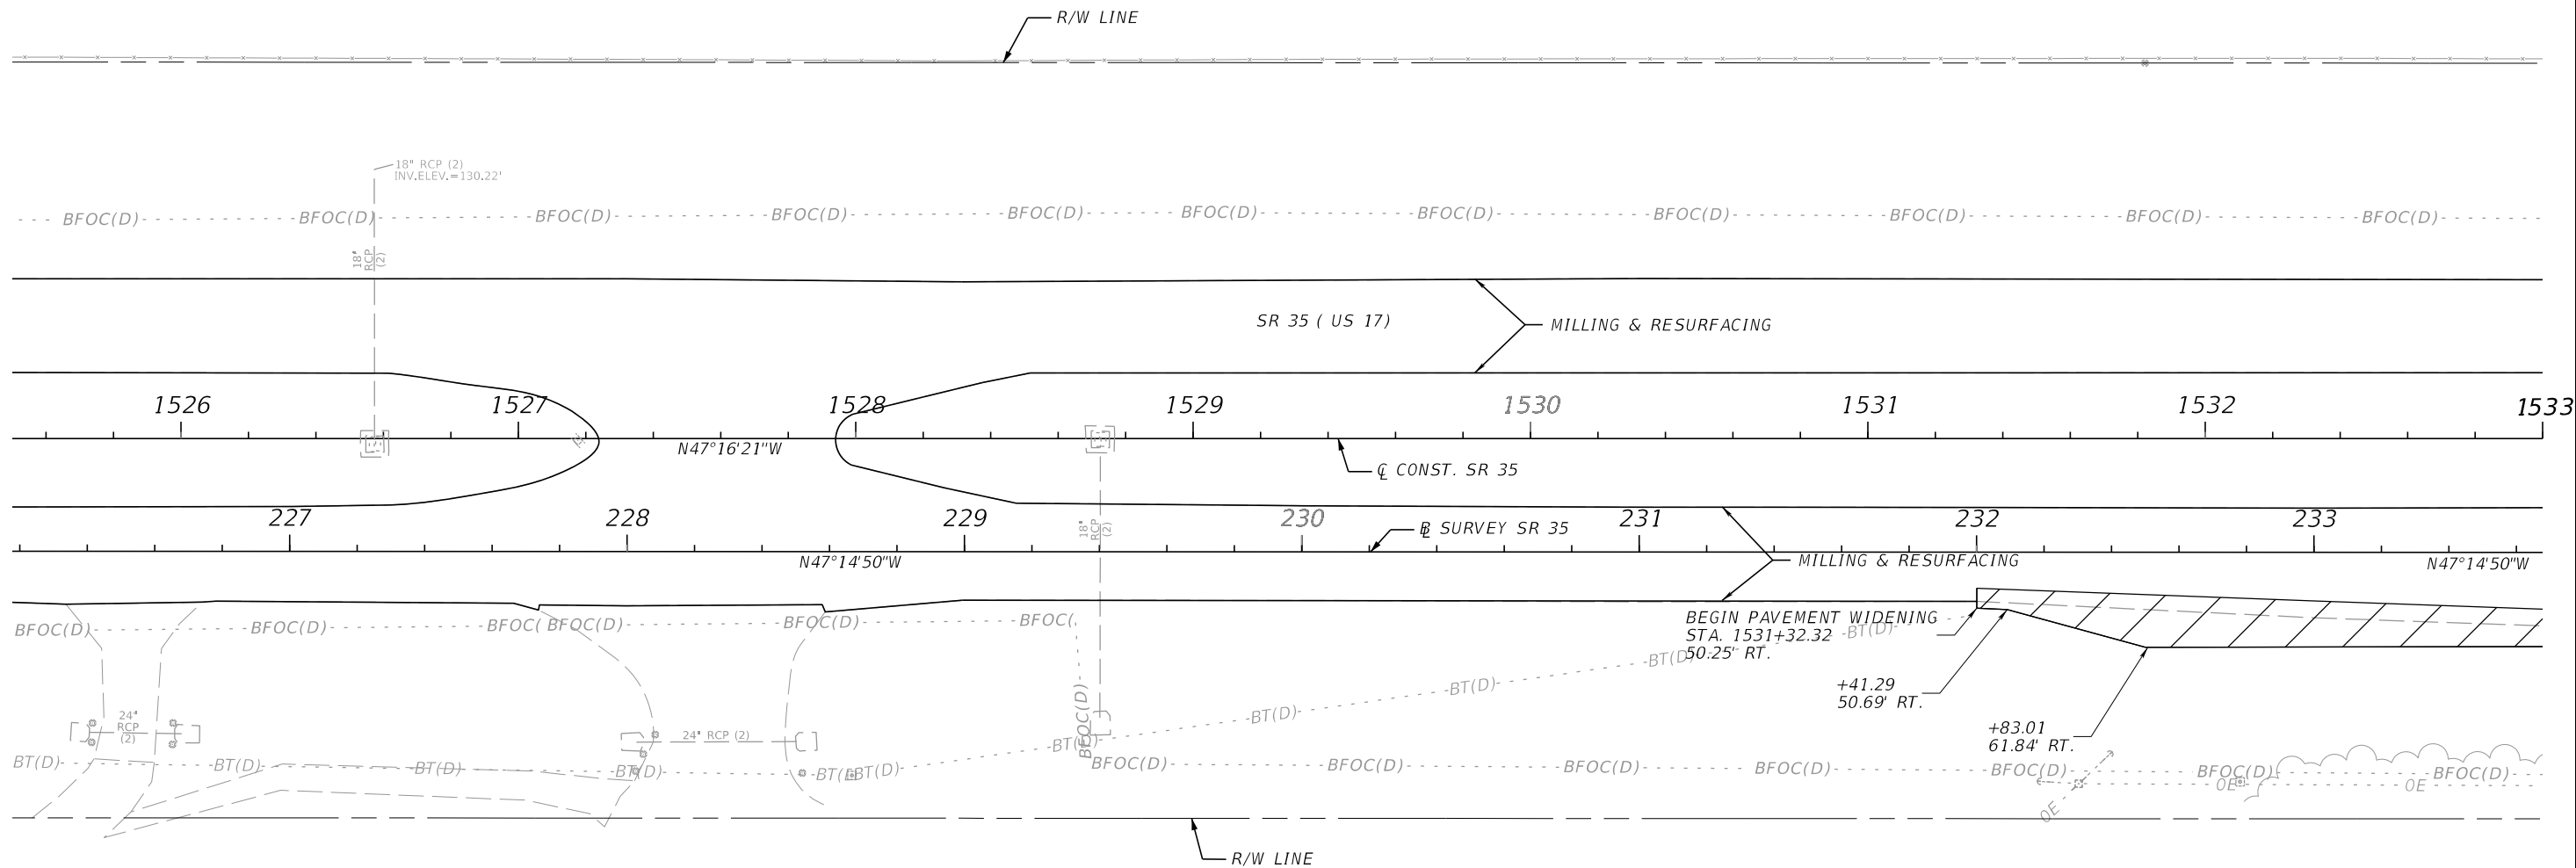 R/W LINE
18" RCP (2)
INV.ELEV.=130.22'
BFOC(D) BFOC(D) BFOC(D) BFOC(D) BFOC(D) BFOC(D) BFOC(D) BFOC(D) BFOC(D) BFOC(D) BFOC(D)
18"
RCP
(2)
SR 35 ( US 17)
MILLING & RESURFACING
1526 1527 1528 1529 1530 1531 1532 1533
N47°16'21"W
℄ CONST. SR 35
227 228 229 230 231 232 233
18"
RCP
(2)
BL SURVEY SR 35
N47°14'50"W
MILLING & RESURFACING
N47°14'50"W
BFOC(D) BFOC(D) BFOC( BFOC(D) BFOC(D) BFOC(
BEGIN PAVEMENT WIDENING
STA. 1531+32.32
50.25' RT.
BT(D)
BT(D)
BT(D)
BT(D)
BT(D)
BFOC(D)
+41.29
50.69' RT.
24"
RCP
(2)
24" RCP (2)
+83.01
61.84' RT.
BT(D) BT(D) BT(D) BT(D) BT( BT(D)
BFOC(D) BFOC(D) BFOC(D) BFOC(D) BFOC(D) BFOC(D) BFOC(D)
OE OE
OE
R/W LINE